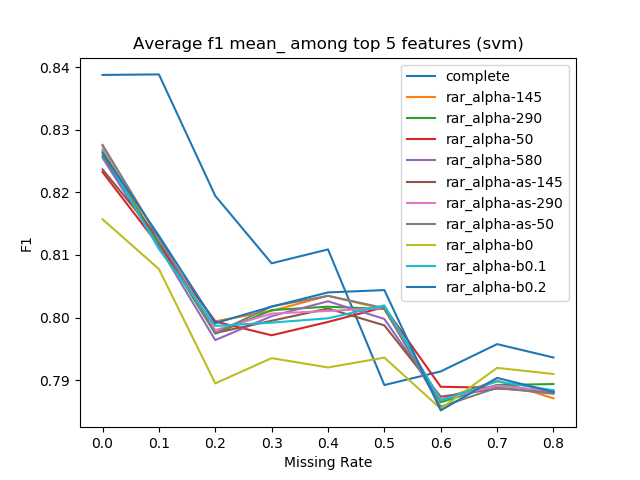 Average f1 mean_ among top 5 features (svm)
0.84
0.83
0.82
0.81
0.80
0.79
F1
complete
rar_alpha-145
rar_alpha-290
rar_alpha-50
rar_alpha-580
rar_alpha-as-145
rar_alpha-as-290
rar_alpha-as-50
rar_alpha-b0
rar_alpha-b0.1
rar_alpha-b0.2
0.0 0.1 0.2 0.3 0.4 0.5 0.6 0.7 0.8
Missing Rate